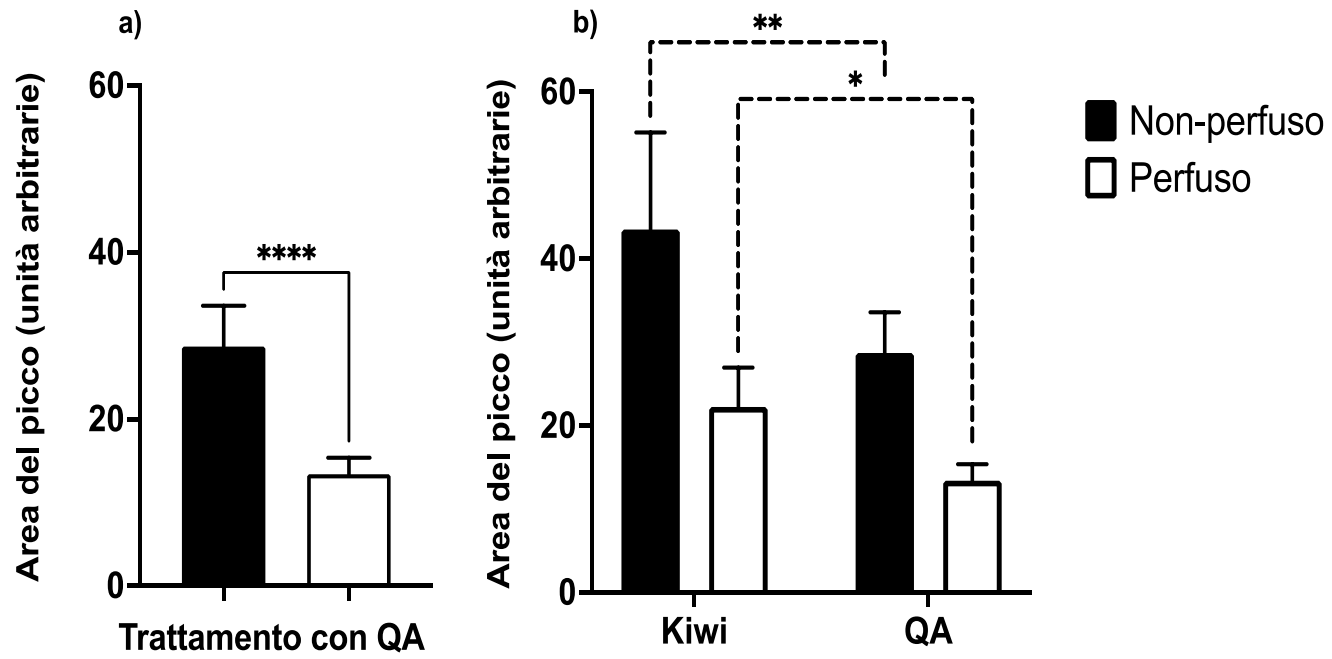 a)
Area del picco (unità arbitrarie)
60
40
20
0
****
Trattamento con QA
b)
Area del picco (unità arbitrarie)
60
40
20
0
**
*
Kiwi
QA
Non-perfuso
Perfuso